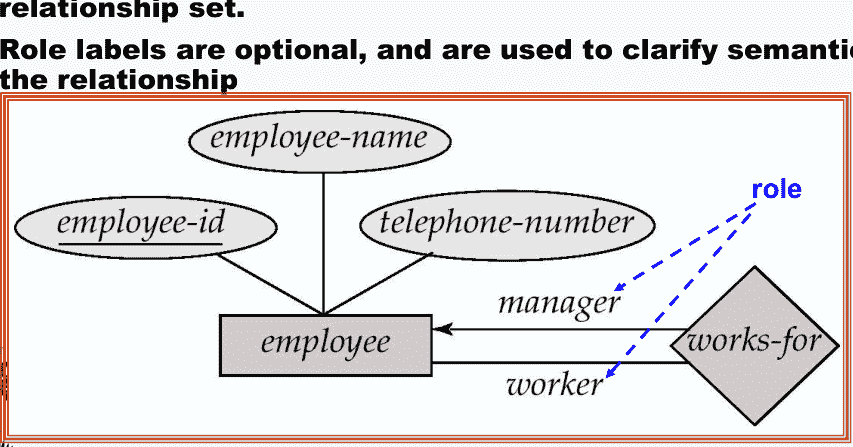 relationship set.
Role labels are optional, and are used to clarify
the relationship
employee-name
role
employee-id
telephone-number
manager
employee
works-for
worker